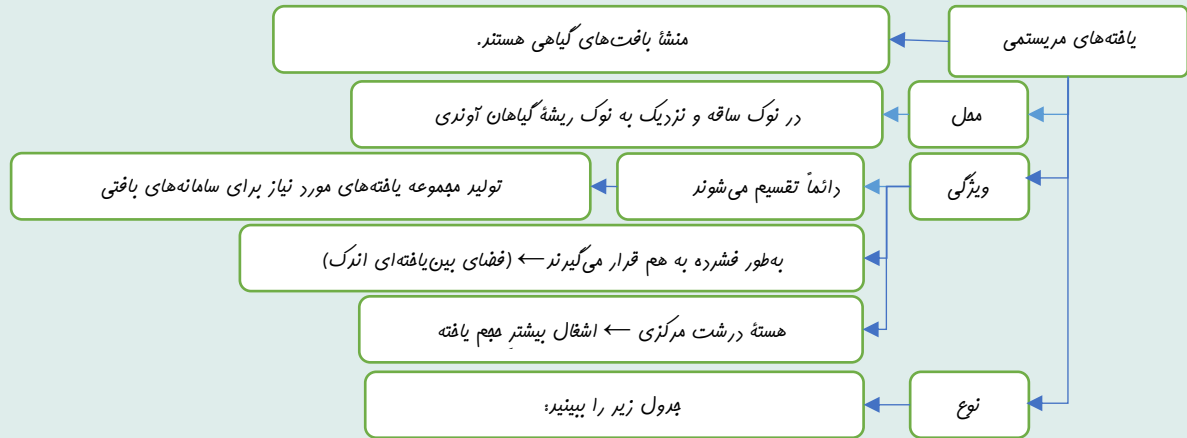 یاخته‌های مریستمی
منشأ بافت‌های گیاهی هستند.
محل
در نوک ساقه و نزدیک به نوک ریشهٔ گیاهان آوندی
ویژگی
دائماً تقسیم می‌شوند
تولید مجموعه یاخته‌های مورد نیاز برای سامانه‌های بافتی
به‌طور فشرده به هم قرار می‌گیرند ← (فضای بین‌یاخته‌ای اندک)
هستهٔ درشت مرکزی ← اشغال بیشتر حجم یاخته
نوع
جدول زیر را ببینید: